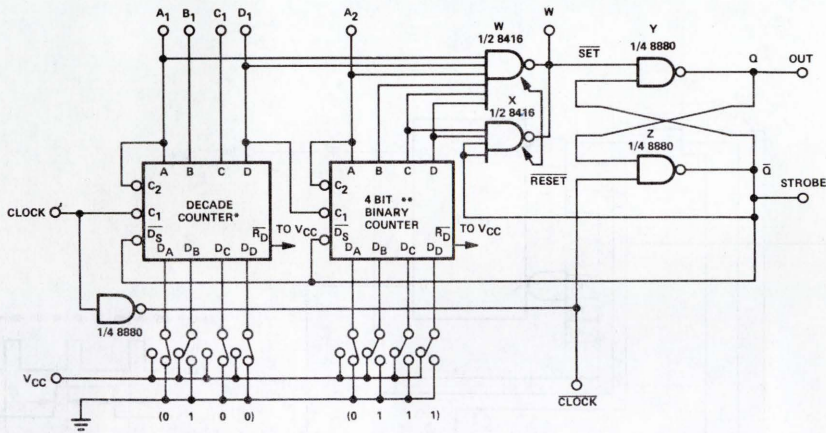 A1 B1 C1 D1 A2 W
W
1/2 8416
X
1/2 8416
SET
Y
1/4 8880
Q OUT
Z
1/4 8880
Q
STROBE
RESET
CLOCK
A B C D
C2
C1
DS
DECADE
COUNTER*
RD
DA DB DC DD
TO VCC
A B C D
C2
C1
DS
4 BIT **
BINARY
COUNTER
RD
DA DB DC DD
TO VCC
1/4 8880
VCC
CLOCK
(0 1 0 0) (0 1 1 1)